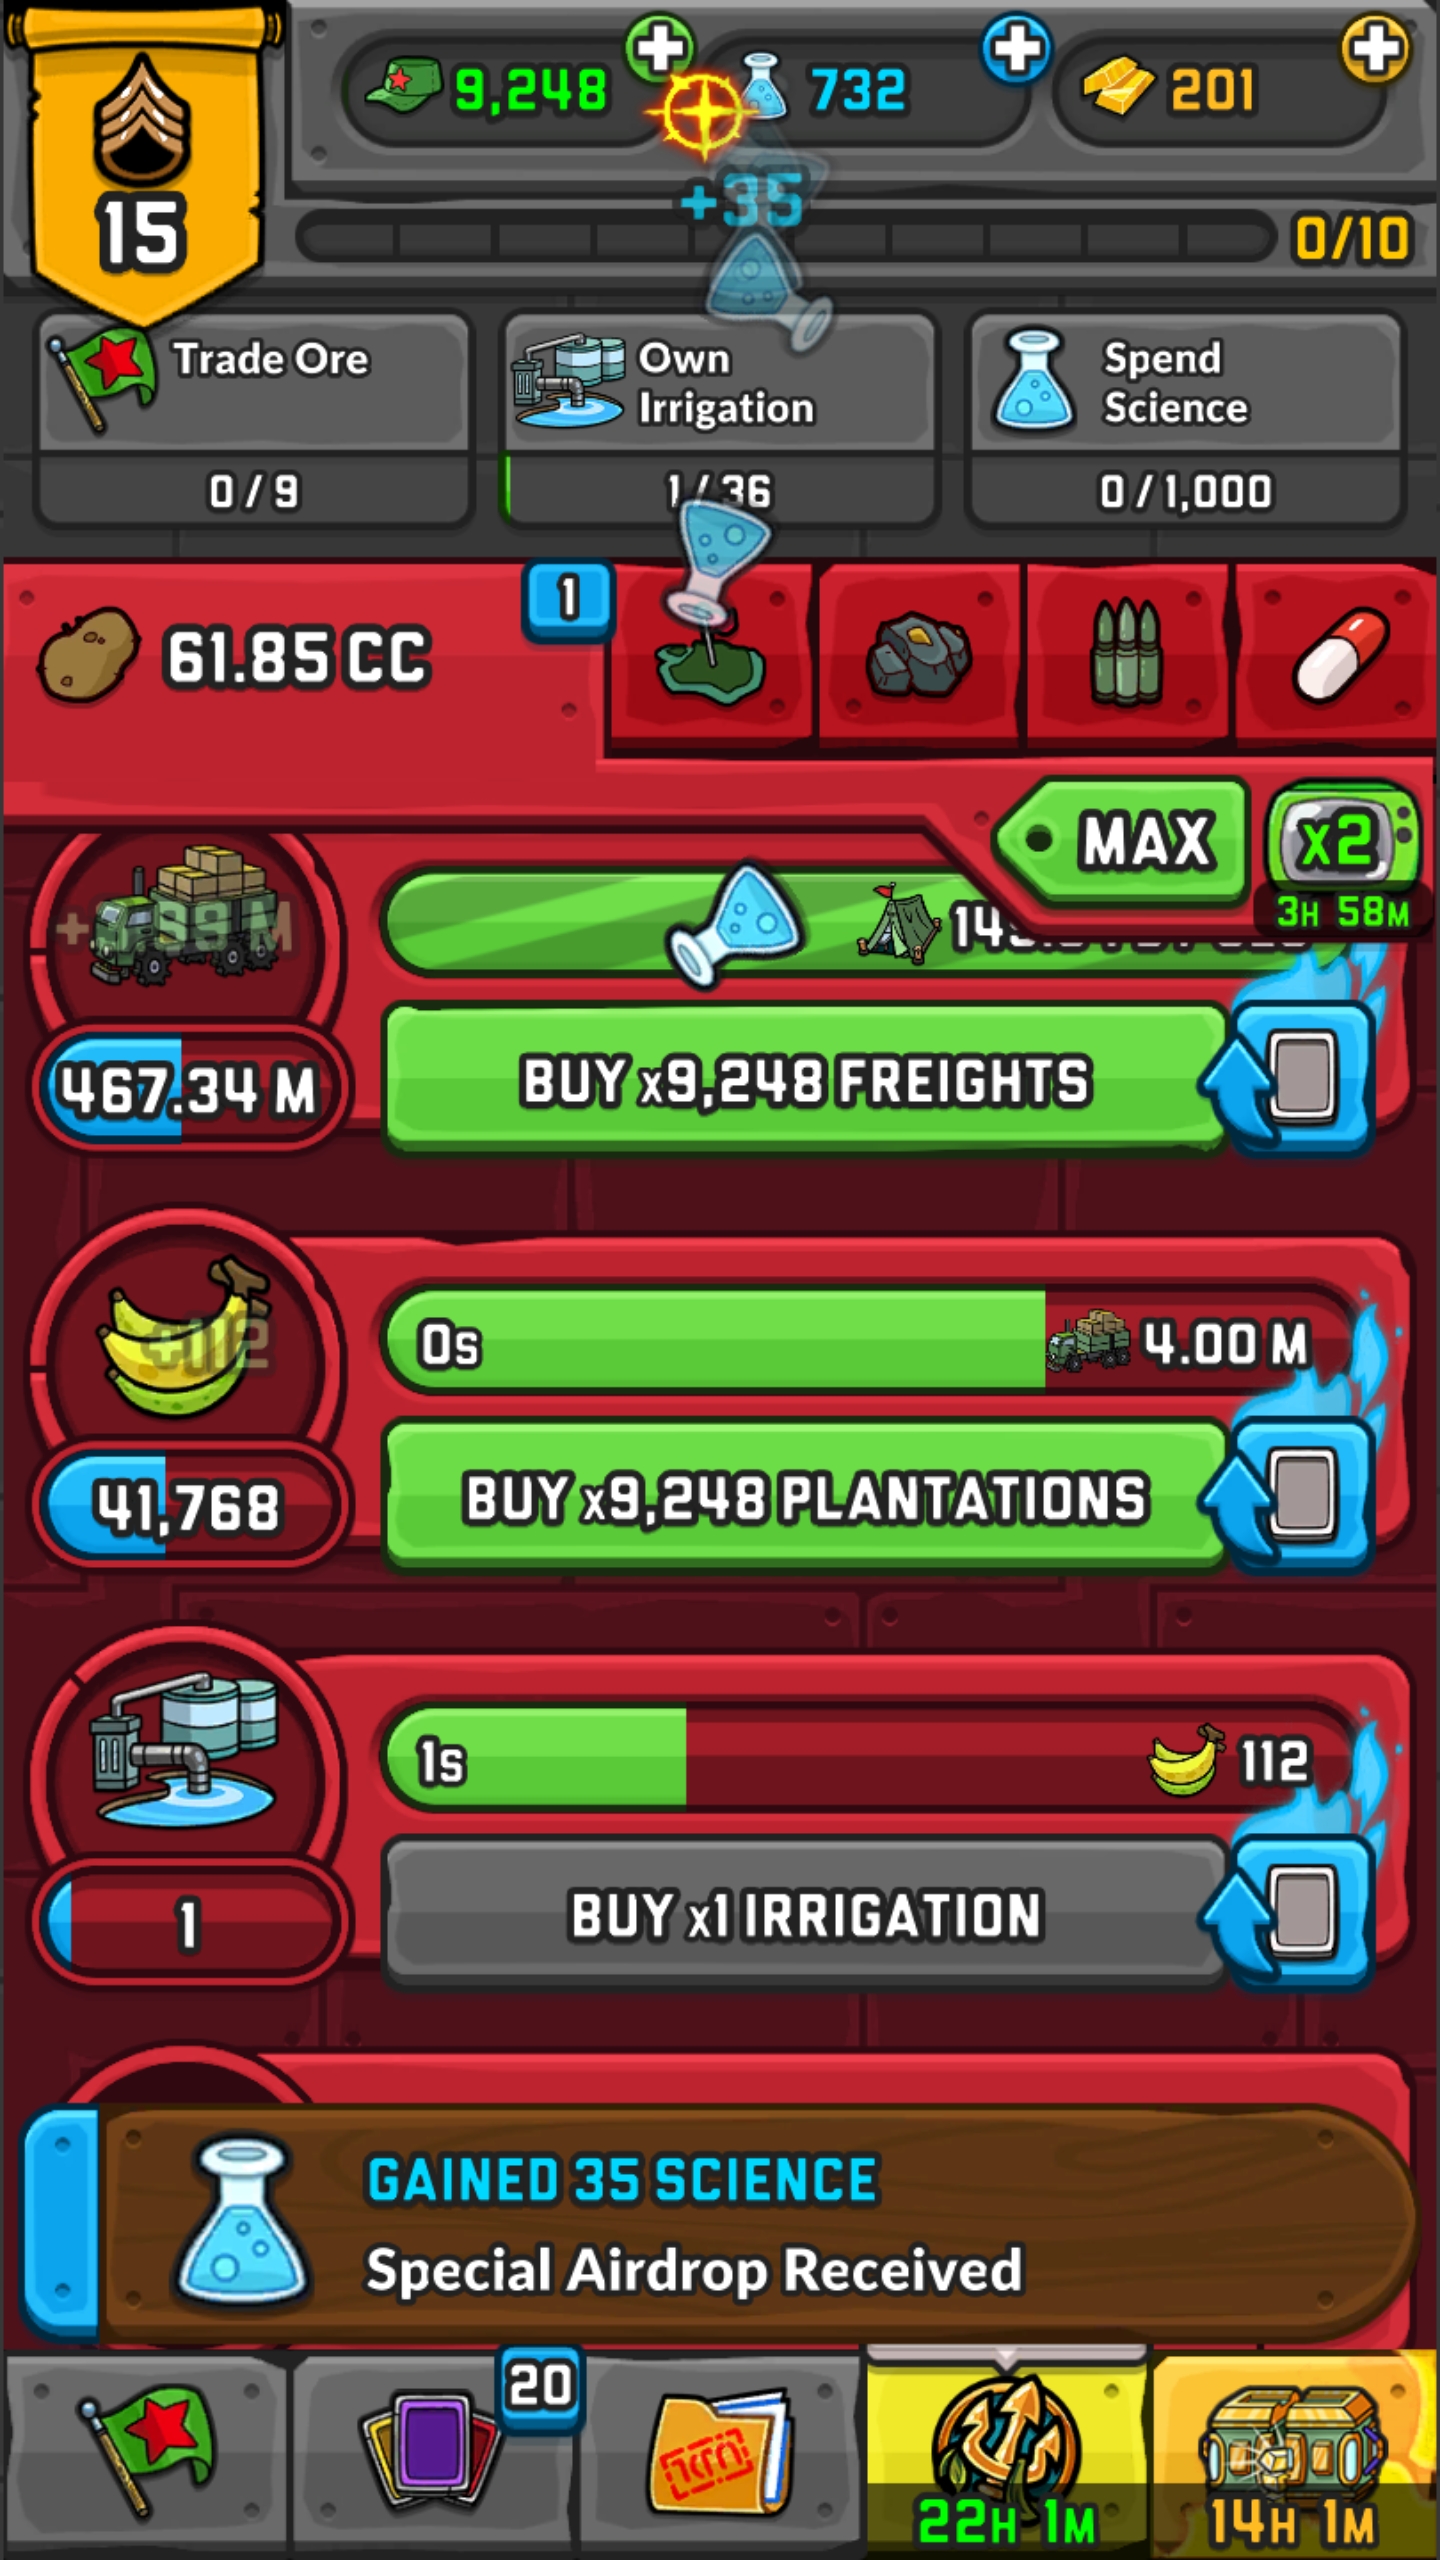 15
9,248
732
201
+35
0/10
Trade Ore
0/9
Own
Irrigation
1/36
Spend
Science
0/1,000
61.85 CC
1
MAX
x2
3H 58M
467.34 M
BUY x9,248 FREIGHTS
+112
0s
4.00 M
41,768
BUY x9,248 PLANTATIONS
1s
112
1
BUY x1 IRRIGATION
GAINED 35 SCIENCE
Special Airdrop Received
20
22H 1M
14H 1M